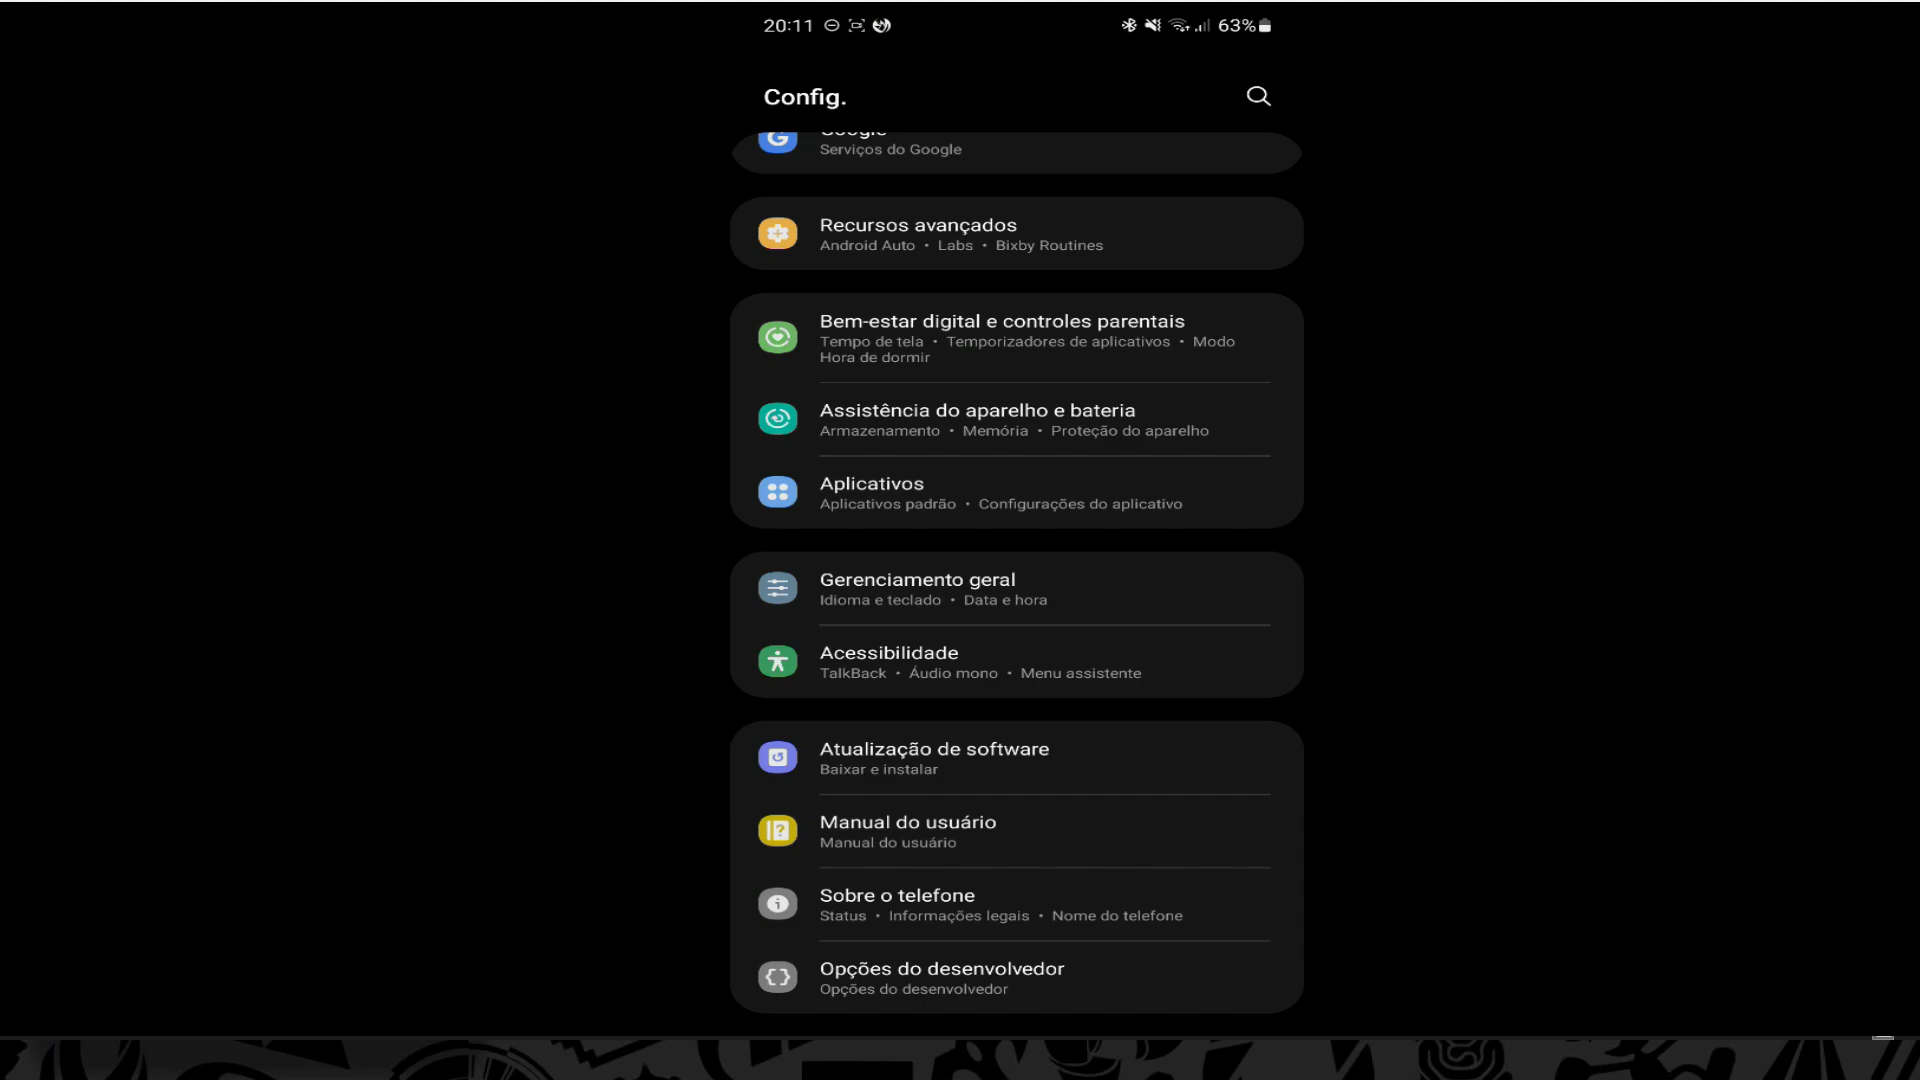 20:11
63%
Config.
Google
Serviços do Google
Recursos avançados
Android Auto • Labs • Bixby Routines
Bem-estar digital e controles parentais
Tempo de tela • Temporizadores de aplicativos • Modo
Hora de dormir
Assistência do aparelho e bateria
Armazenamento • Memória • Proteção do aparelho
Aplicativos
Aplicativos padrão • Configurações do aplicativo
Gerenciamento geral
Idioma e teclado • Data e hora
Acessibilidade
TalkBack • Áudio mono • Menu assistente
Atualização de software
Baixar e instalar
Manual do usuário
Manual do usuário
Sobre o telefone
Status • Informações legais • Nome do telefone
Opções do desenvolvedor
Opções do desenvolvedor